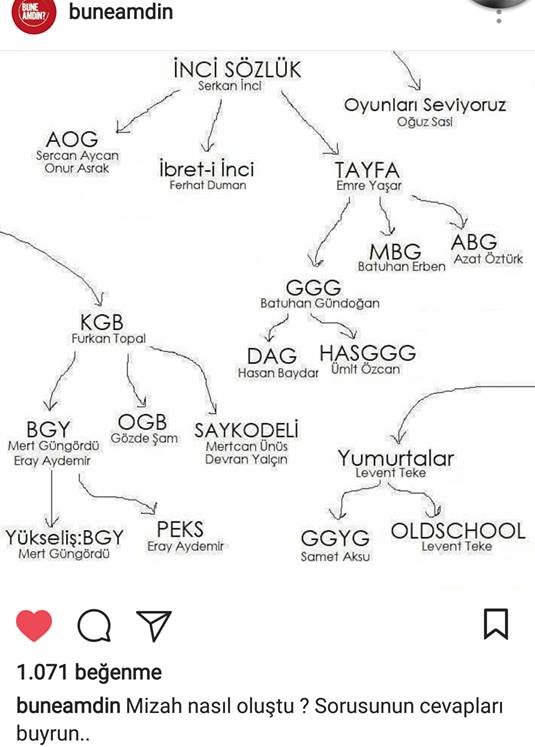 BUNE
AMDIN?
buneamdin
İNCİ SÖZLÜK
Serkan İnci
Oyunları Seviyoruz
Oğuz Sasi
AOG
Sercan Aycan
Onur Asrak
İbret-i İnci
Ferhat Duman
TAYFA
Emre Yaşar
MBG
Batuhan Erben
ABG
Azat Öztürk
GGG
Batuhan Gündoğan
KGB
Furkan Topal
DAG
Hasan Baydar
HASGGG
Ümit Özcan
BGY
Mert Güngördü
Eray Aydemir
OGB
Gözde Şam
SAYKODELİ
Mertcan Ünüs
Devran Yalçın
Yumurtalar
Levent Teke
Yükseliş:BGY
Mert Güngördü
PEKS
Eray Aydemir
GGYG
Samet Aksu
OLDSCHOOL
Levent Teke
1.071 beğenme
buneamdin Mizah nasıl oluştu ? Sorusunun cevapları
buyrun..